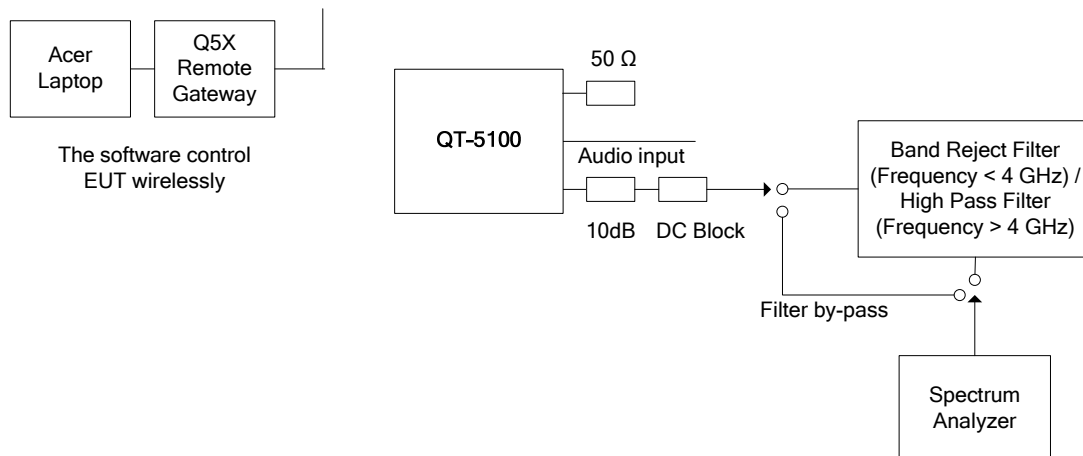 Acer
Laptop
Q5X
Remote
Gateway
The software control
EUT wirelessly
QT-5100
50 Ω
Audio input
10dB
DC Block
Band Reject Filter
(Frequency < 4 GHz) /
High Pass Filter
(Frequency > 4 GHz)
Filter by-pass
Spectrum
Analyzer